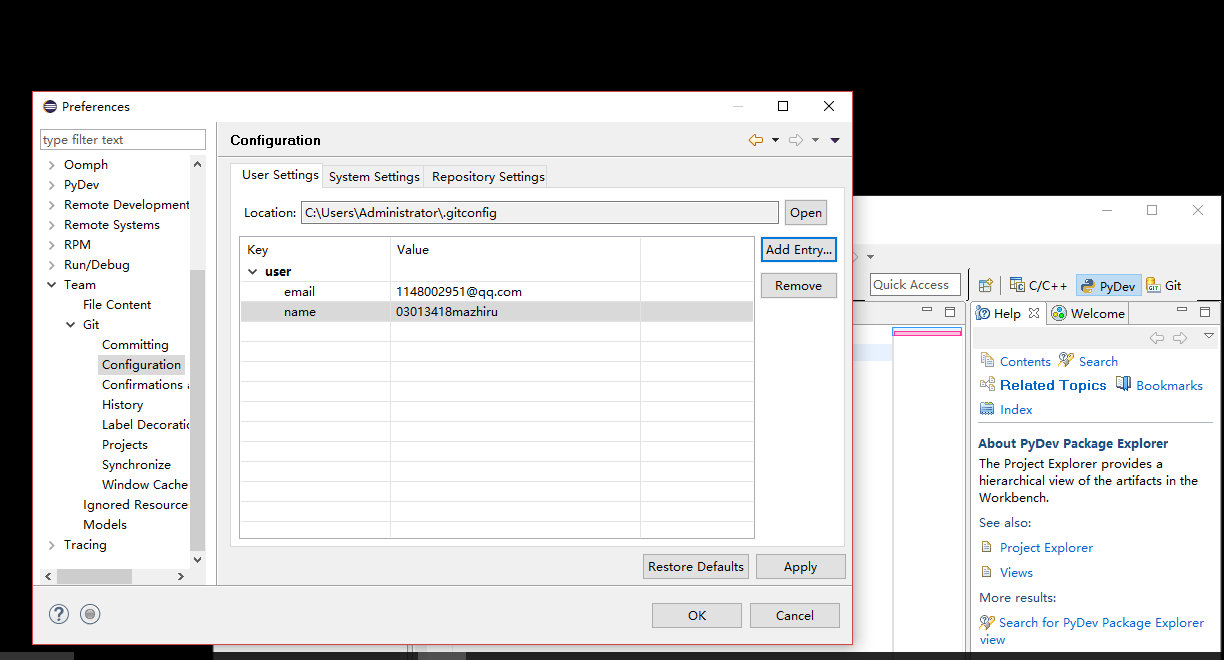 Preferences
type filter text
Oomph
PyDev
Remote Development
Remote Systems
RPM
Run/Debug
Team
File Content
Git
Committing
Configuration
Confirmations a
History
Label Decoratic
Projects
Synchronize
Window Cache
Ignored Resource
Models
Tracing
Configuration
User Settings
System Settings
Repository Settings
Location:
C:\Users\Administrator\.gitconfig
Open
Key
Value
user
email
1148002951@qq.com
name
03013418mazhiru
Add Entry...
Remove
Restore Defaults
Apply
OK
Cancel
Quick Access
C/C++
PyDev
Git
Help
Welcome
Contents
Search
Related Topics
Bookmarks
Index
About PyDev Package Explorer
The Project Explorer provides a
hierarchical view of the artifacts in the
Workbench.
See also:
Project Explorer
Views
More results:
Search for PyDev Package Explorer
view